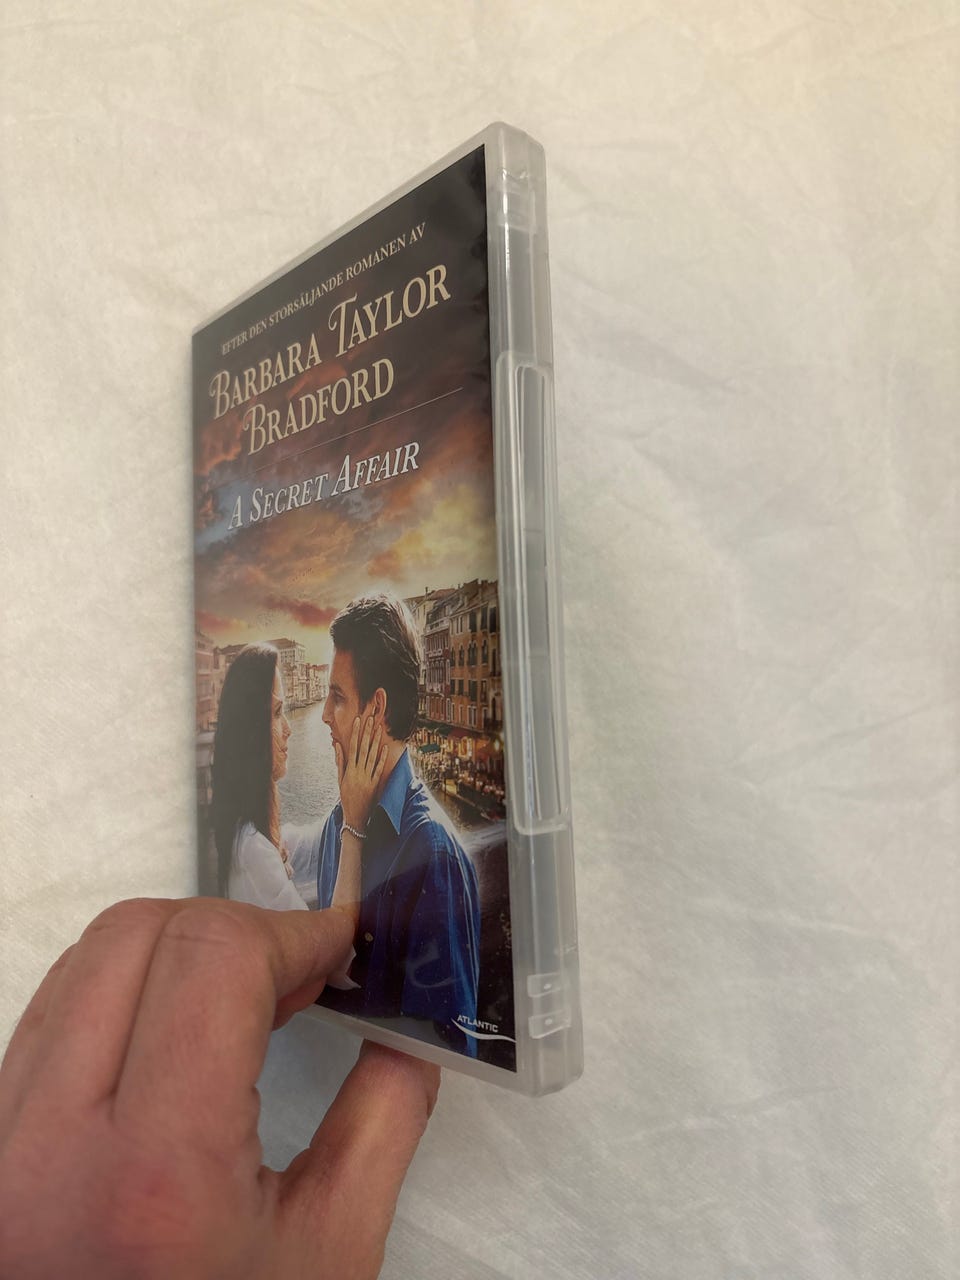 EFTER DEN STORSÄLJANDE ROMANEN AV
BARBARA TAYLOR
BRADFORD
A SECRET AFFAIR
ATLANTIC